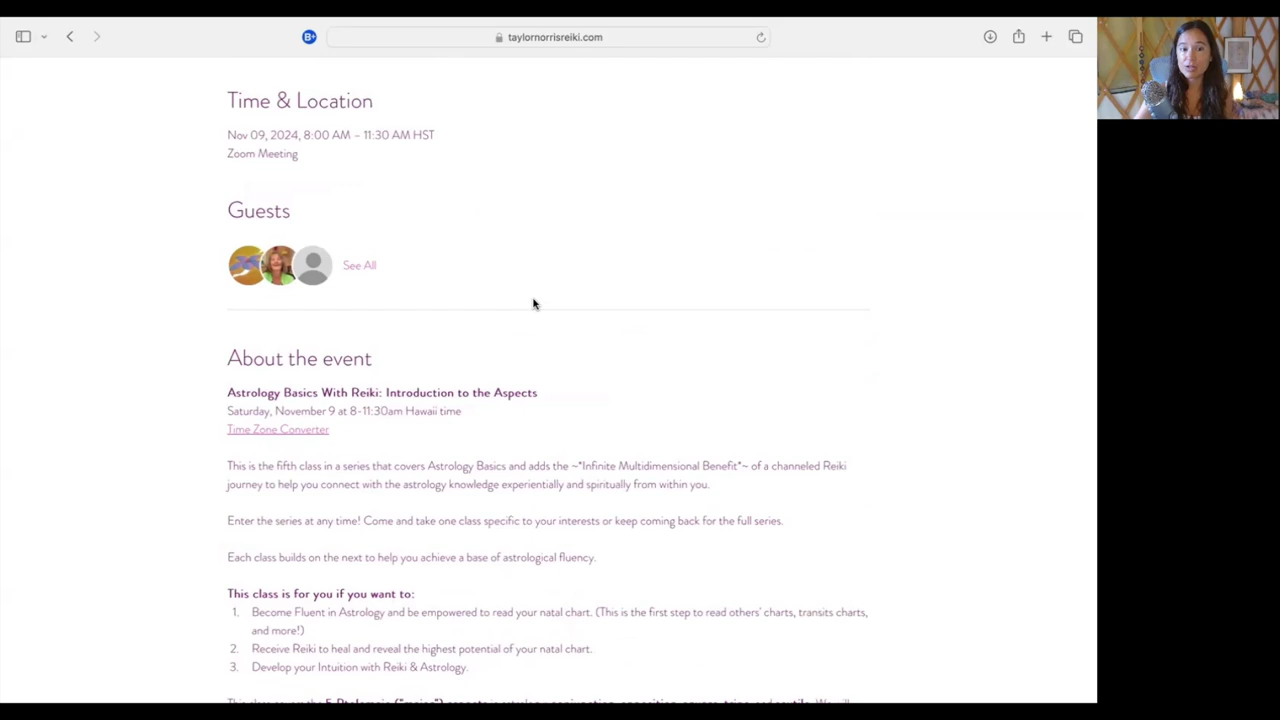 taylornorrisreiki.com
Time & Location
Nov 09, 2024, 8:00 AM – 11:30 AM HST
Zoom Meeting
Guests
See All
About the event
Astrology Basics With Reiki: Introduction to the Aspects
Saturday, November 9 at 8-11:30am Hawaii time
Time Zone Converter
This is the fifth class in a series that covers Astrology Basics and adds the ~*Infinite Multidimensional Benefit*~ of a channeled Reiki
journey to help you connect with the astrology knowledge experientially and spiritually from within you.
Enter the series at any time! Come and take one class specific to your interests or keep coming back for the full series.
Each class builds on the next to help you achieve a base of astrological fluency.
This class is for you if you want to:
1. Become Fluent in Astrology and be empowered to read your natal chart. (This is the first step to read others' charts, transits charts,
and more!)
2. Receive Reiki to heal and reveal the highest potential of your natal chart.
3. Develop your Intuition with Reiki & Astrology.